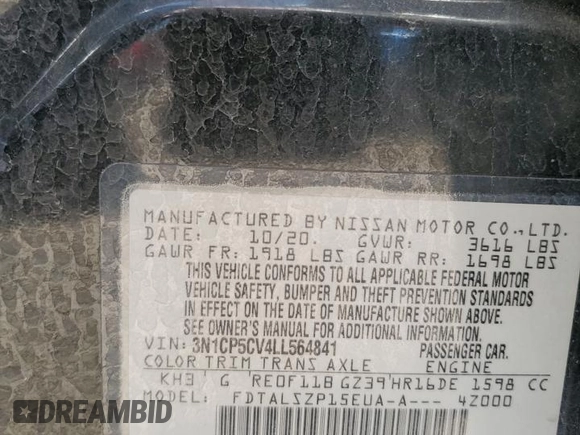 MANUFACTURED BY NISSAN MOTOR CO.,LTD.
DATE: 10/20. GVWR: 3616 LBS
GAWR FR: 1918 LBS GAWR RR: 1698 LBS
THIS VEHICLE CONFORMS TO ALL APPLICABLE FEDERAL MOTOR
VEHICLE SAFETY, BUMPER AND THEFT PREVENTION STANDARDS
IN EFFECT ON THE DATE OF MANUFACTURE SHOWN ABOVE.
SEE OWNER'S MANUAL FOR ADDITIONAL INFORMATION.
VIN: 3N1CP5CV4LL564841 PASSENGER CAR.
COLOR TRIM TRANS AXLE ENGINE
KH3 G RE0F11B GZ39 HR16DE 1598 CC
MODEL: FDTALSZP15EUA-A--- 4Z000
AUTOHELPERBOT.COM